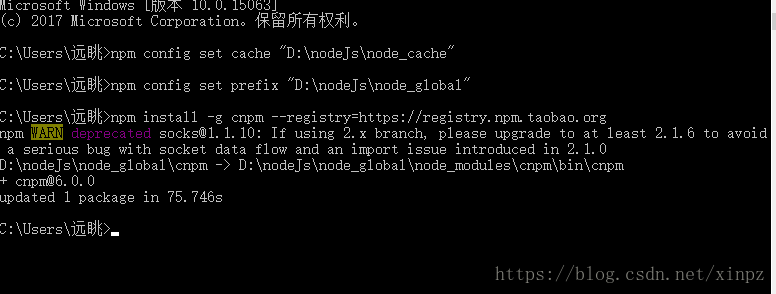 Microsoft Windows [版本 10.0.15063]
(c) 2017 Microsoft Corporation。保留所有权利。
C:\Users\远眺>npm config set cache "D:\nodeJs\node_cache"
C:\Users\远眺>npm config set prefix "D:\nodeJs\node_global"
C:\Users\远眺>npm install -g cnpm --registry=https://registry.npm.taobao.org
npm WARN deprecated socks@1.1.10: If using 2.x branch, please upgrade to at least 2.1.6 to avoid
a serious bug with socket data flow and an import issue introduced in 2.1.0
D:\nodeJs\node_global\cnpm -> D:\nodeJs\node_global\node_modules\cnpm\bin\cnpm
+ cnpm@6.0.0
updated 1 package in 75.746s
C:\Users\远眺>
https://blog.csdn.net/xinpz